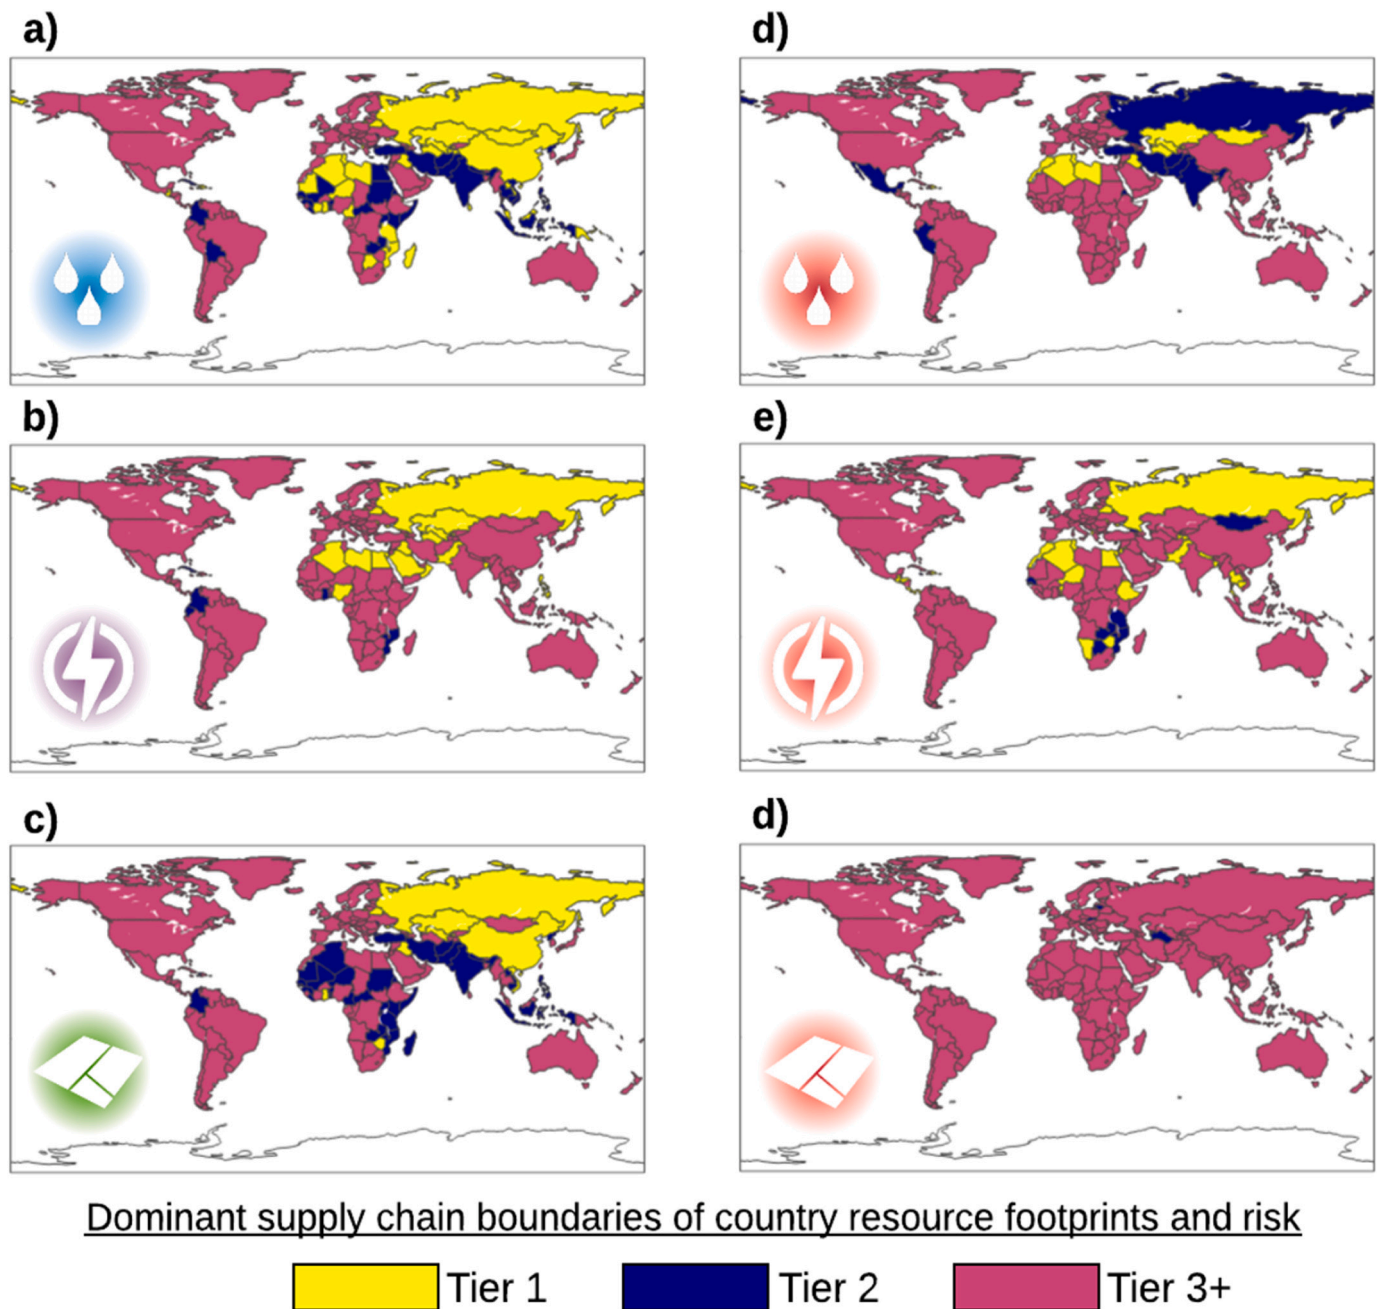 a)
d)
b)
e)
c)
d)
Dominant supply chain boundaries of country resource footprints and risk
Tier 1 Tier 2 Tier 3+